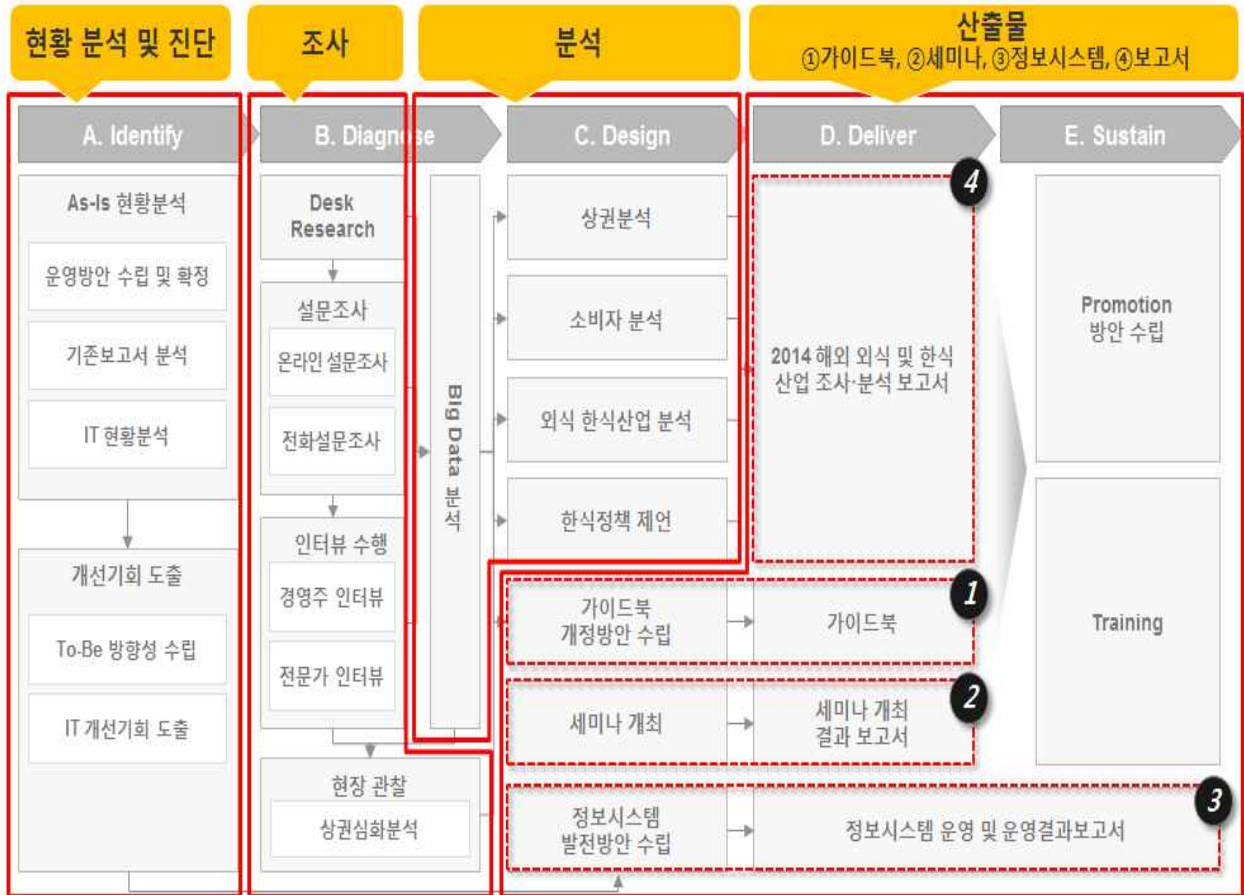 현황 분석 및 진단
조사
분석
산출물
①가이드북, ②세미나, ③정보시스템, ④보고서
A. Identify
B. Diagnose
C. Design
D. Deliver
E. Sustain
As-Is 현황분석
운영방안 수립 및 확정
기존보고서 분석
IT 현황분석
개선기회 도출
To-Be 방향성 수립
IT 개선기회 도출
Desk
Research
설문조사
온라인 설문조사
전화설문조사
인터뷰 수행
경영주 인터뷰
전문가 인터뷰
현장 관찰
상권심화분석
Big Data 분석
상권분석
소비자 분석
외식 한식산업 분석
한식정책 제언
가이드북
개정방안 수립
세미나 개최
정보시스템
발전방안 수립
4
2014 해외 외식 및 한식
산업 조사·분석 보고서
1
가이드북
2
세미나 개최
결과 보고서
3
정보시스템 운영 및 운영결과보고서
Promotion
방안 수립
Training